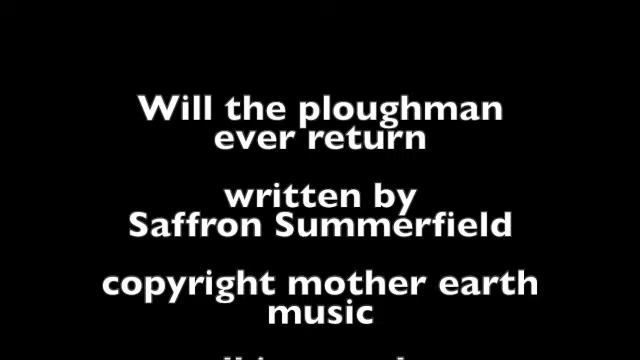 Will the ploughman
ever return
written by
Saffron Summerfield
copyright mother earth
music